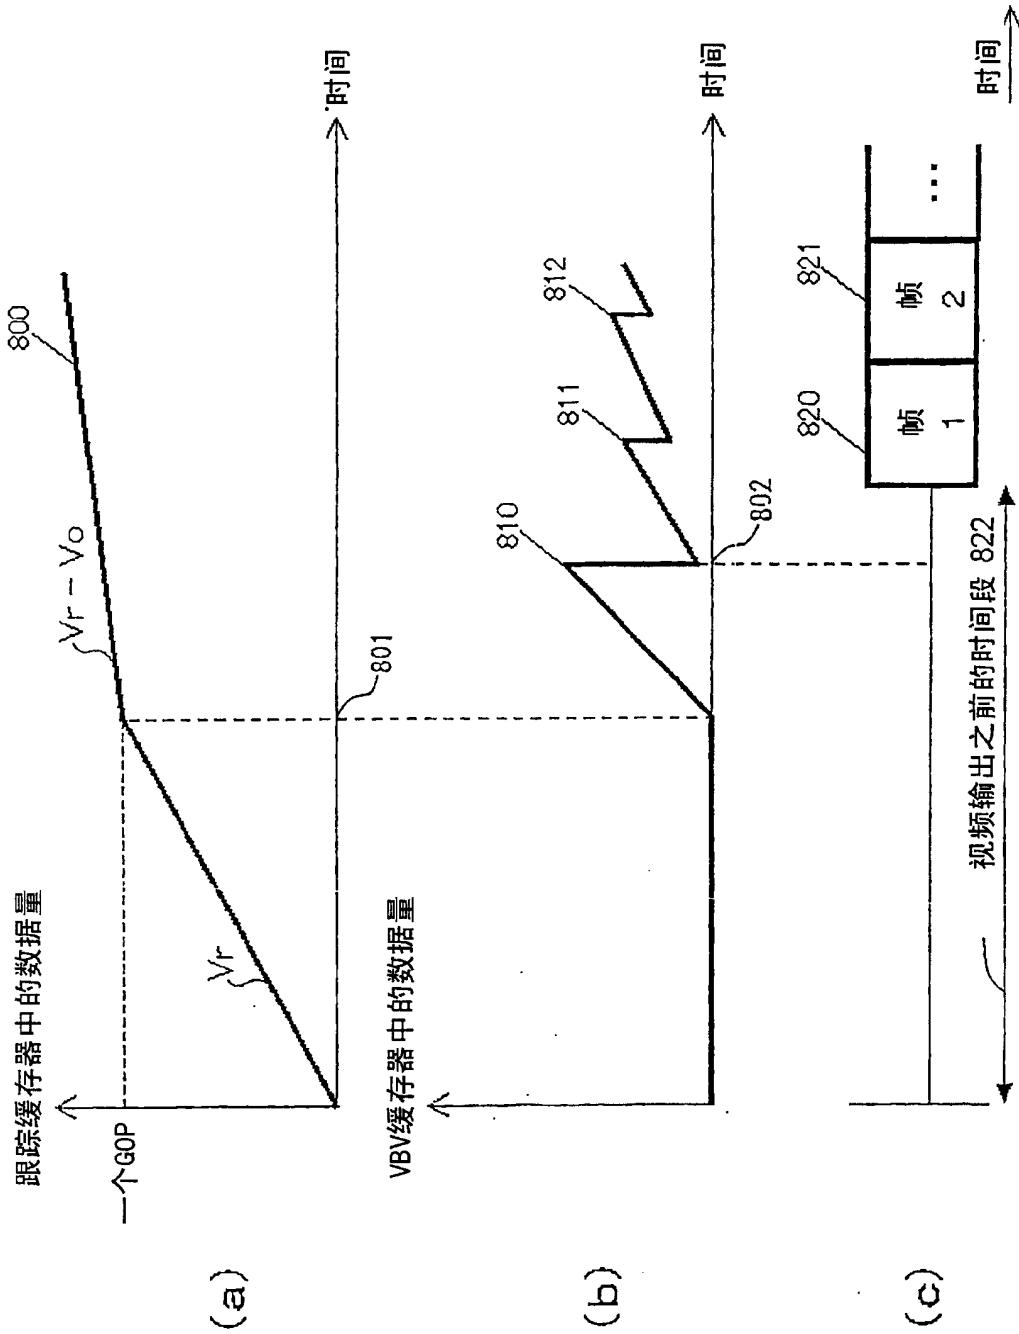 (a)
跟踪缓存器中的数据量
一个GOP
Vr
Vr-Vo
800
801
时间
(b)
VBV缓存器中的数据量
810
811
812
802
时间
(c)
820
821
帧
1
帧
2
...
视频输出之前的时间段 822
时间